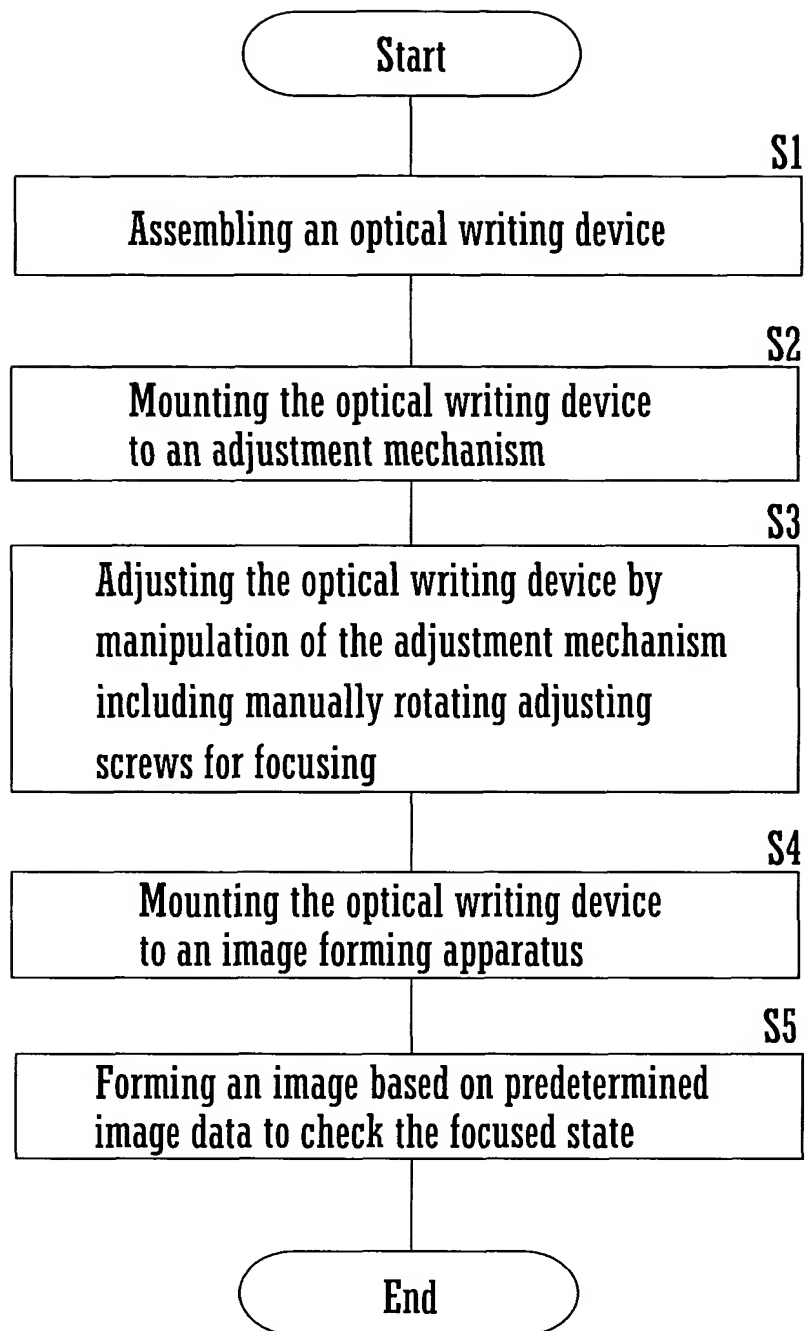 Start
S1
Assembling an optical writing device
S2
Mounting the optical writing device
to an adjustment mechanism
S3
Adjusting the optical writing device by
manipulation of the adjustment mechanism
including manually rotating adjusting
screws for focusing
S4
Mounting the optical writing device
to an image forming apparatus
S5
Forming an image based on predetermined
image data to check the focused state
End